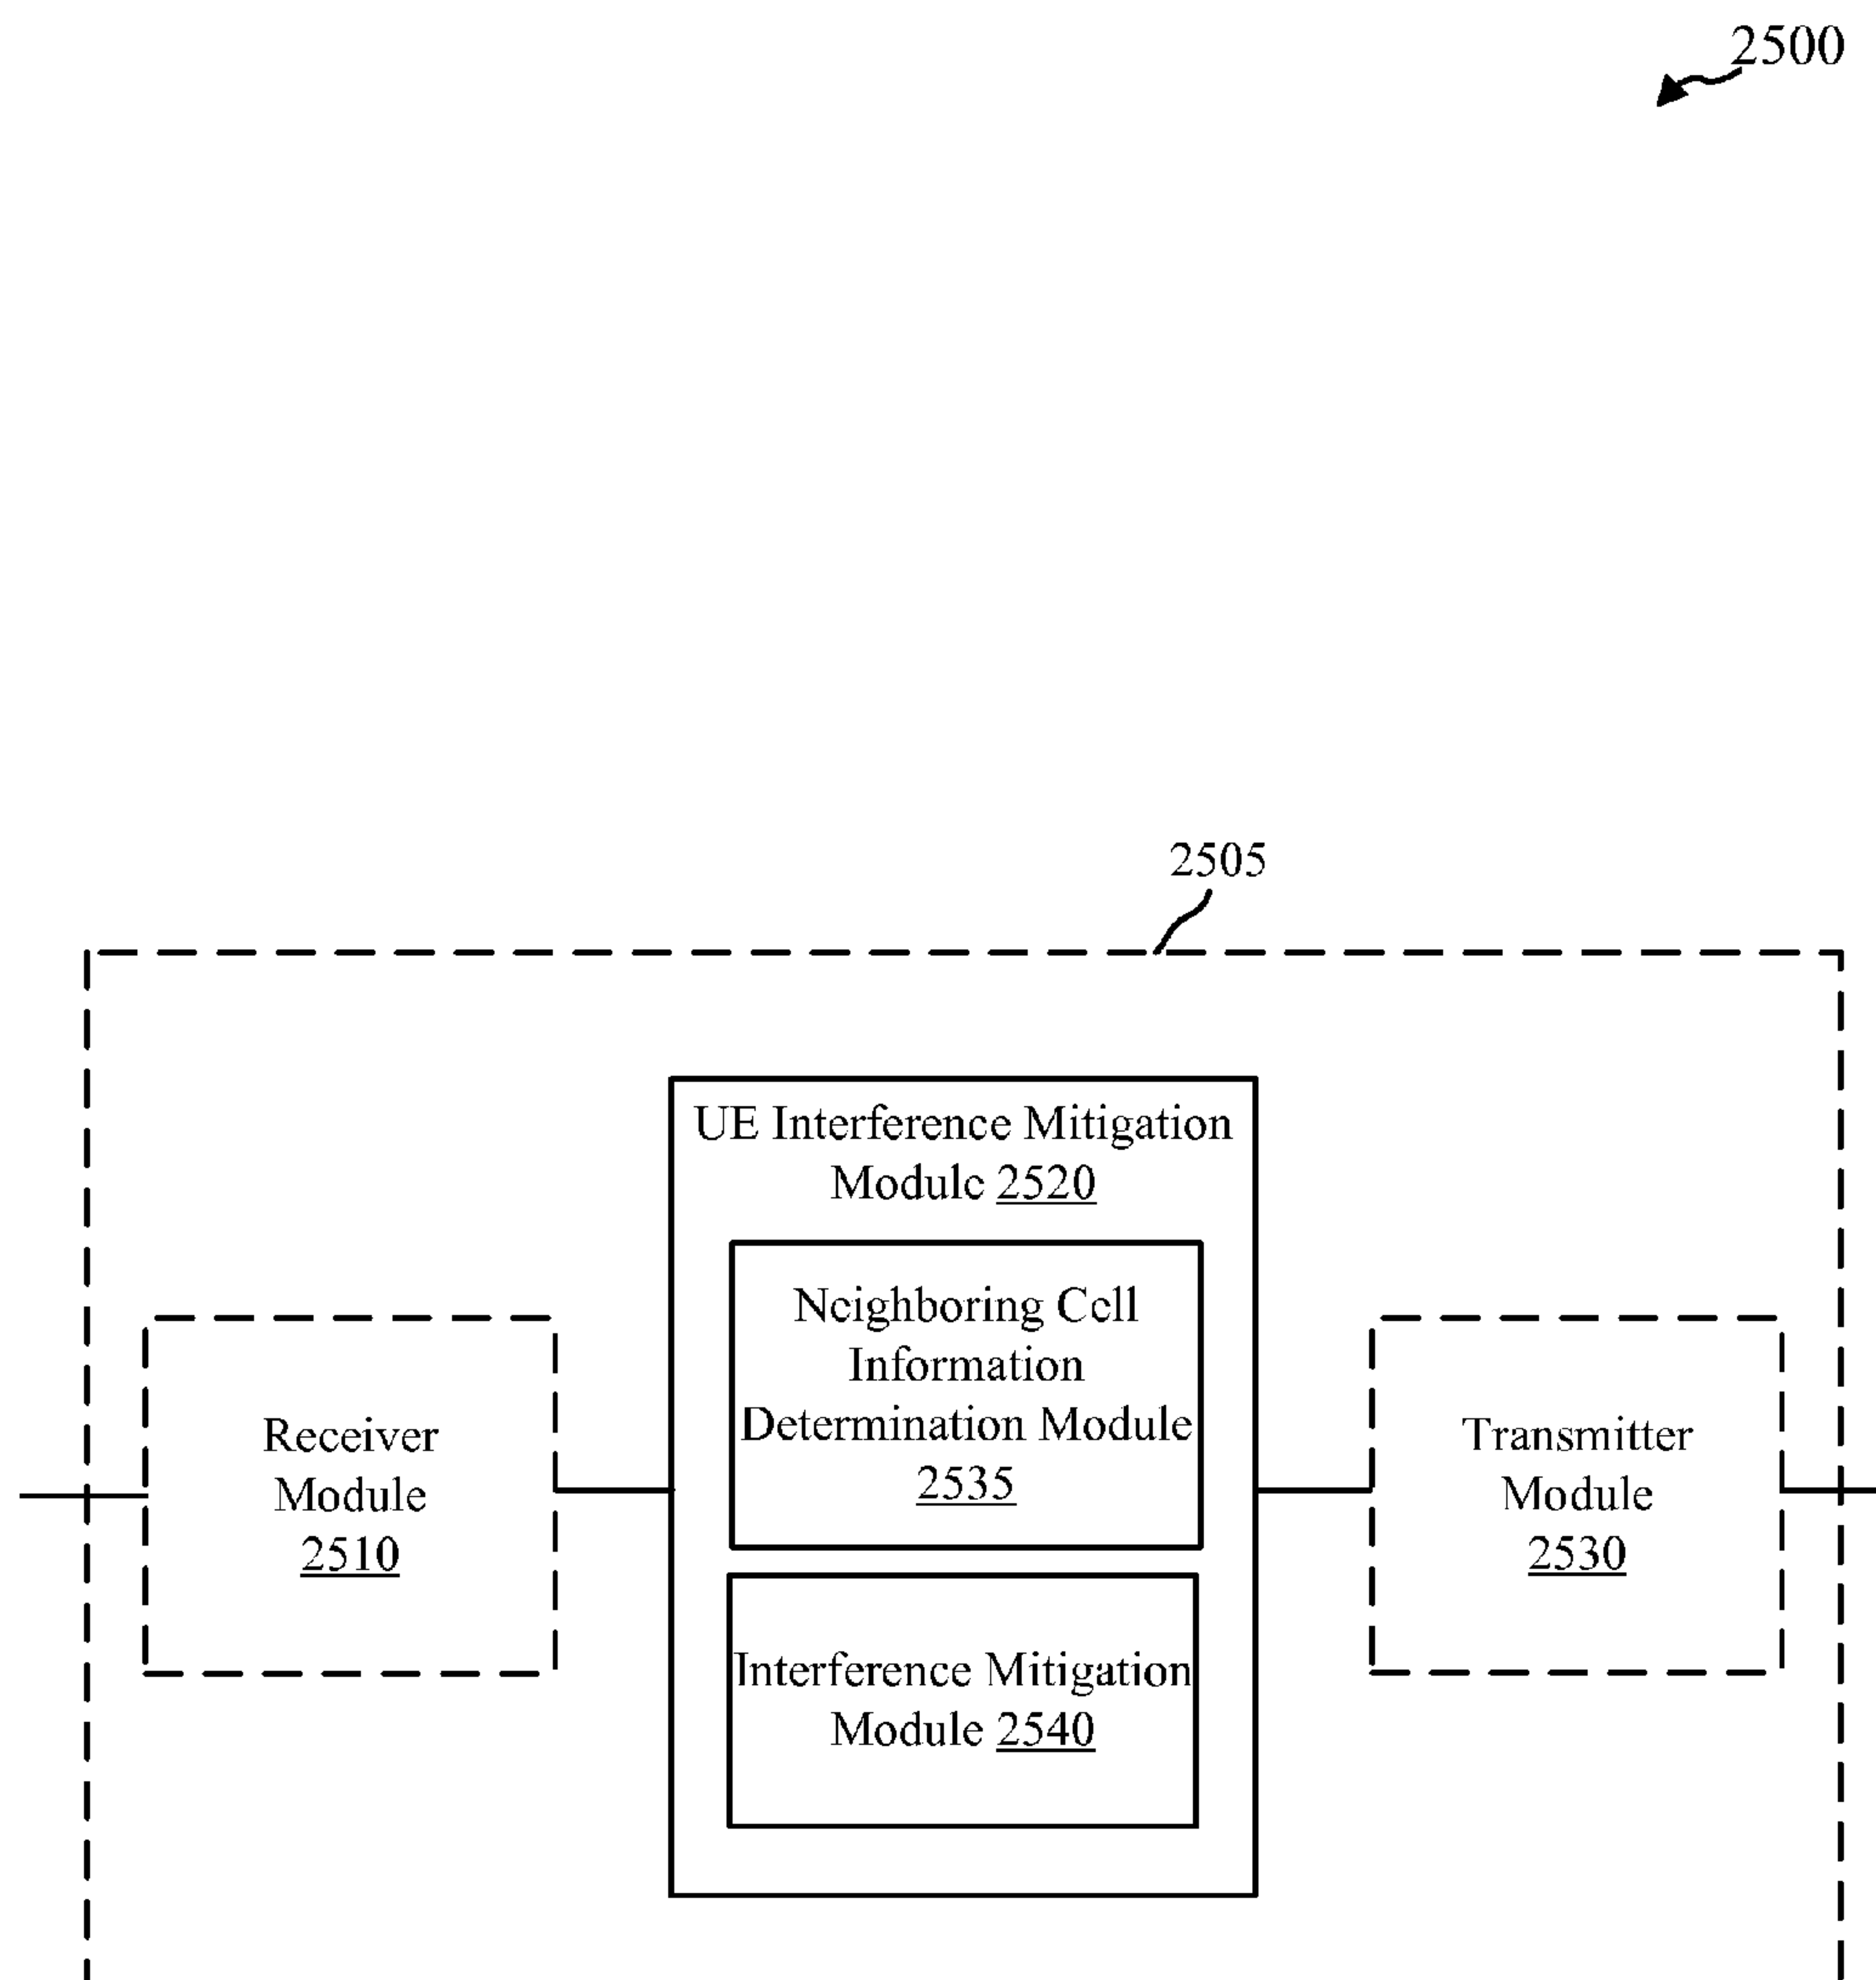 2500
2505
UE Interference Mitigation
Module 2520
Neighboring Cell
Information
Determination Module
2535
Receiver
Module
2510
Transmitter
Module
2530
Interference Mitigation
Module 2540